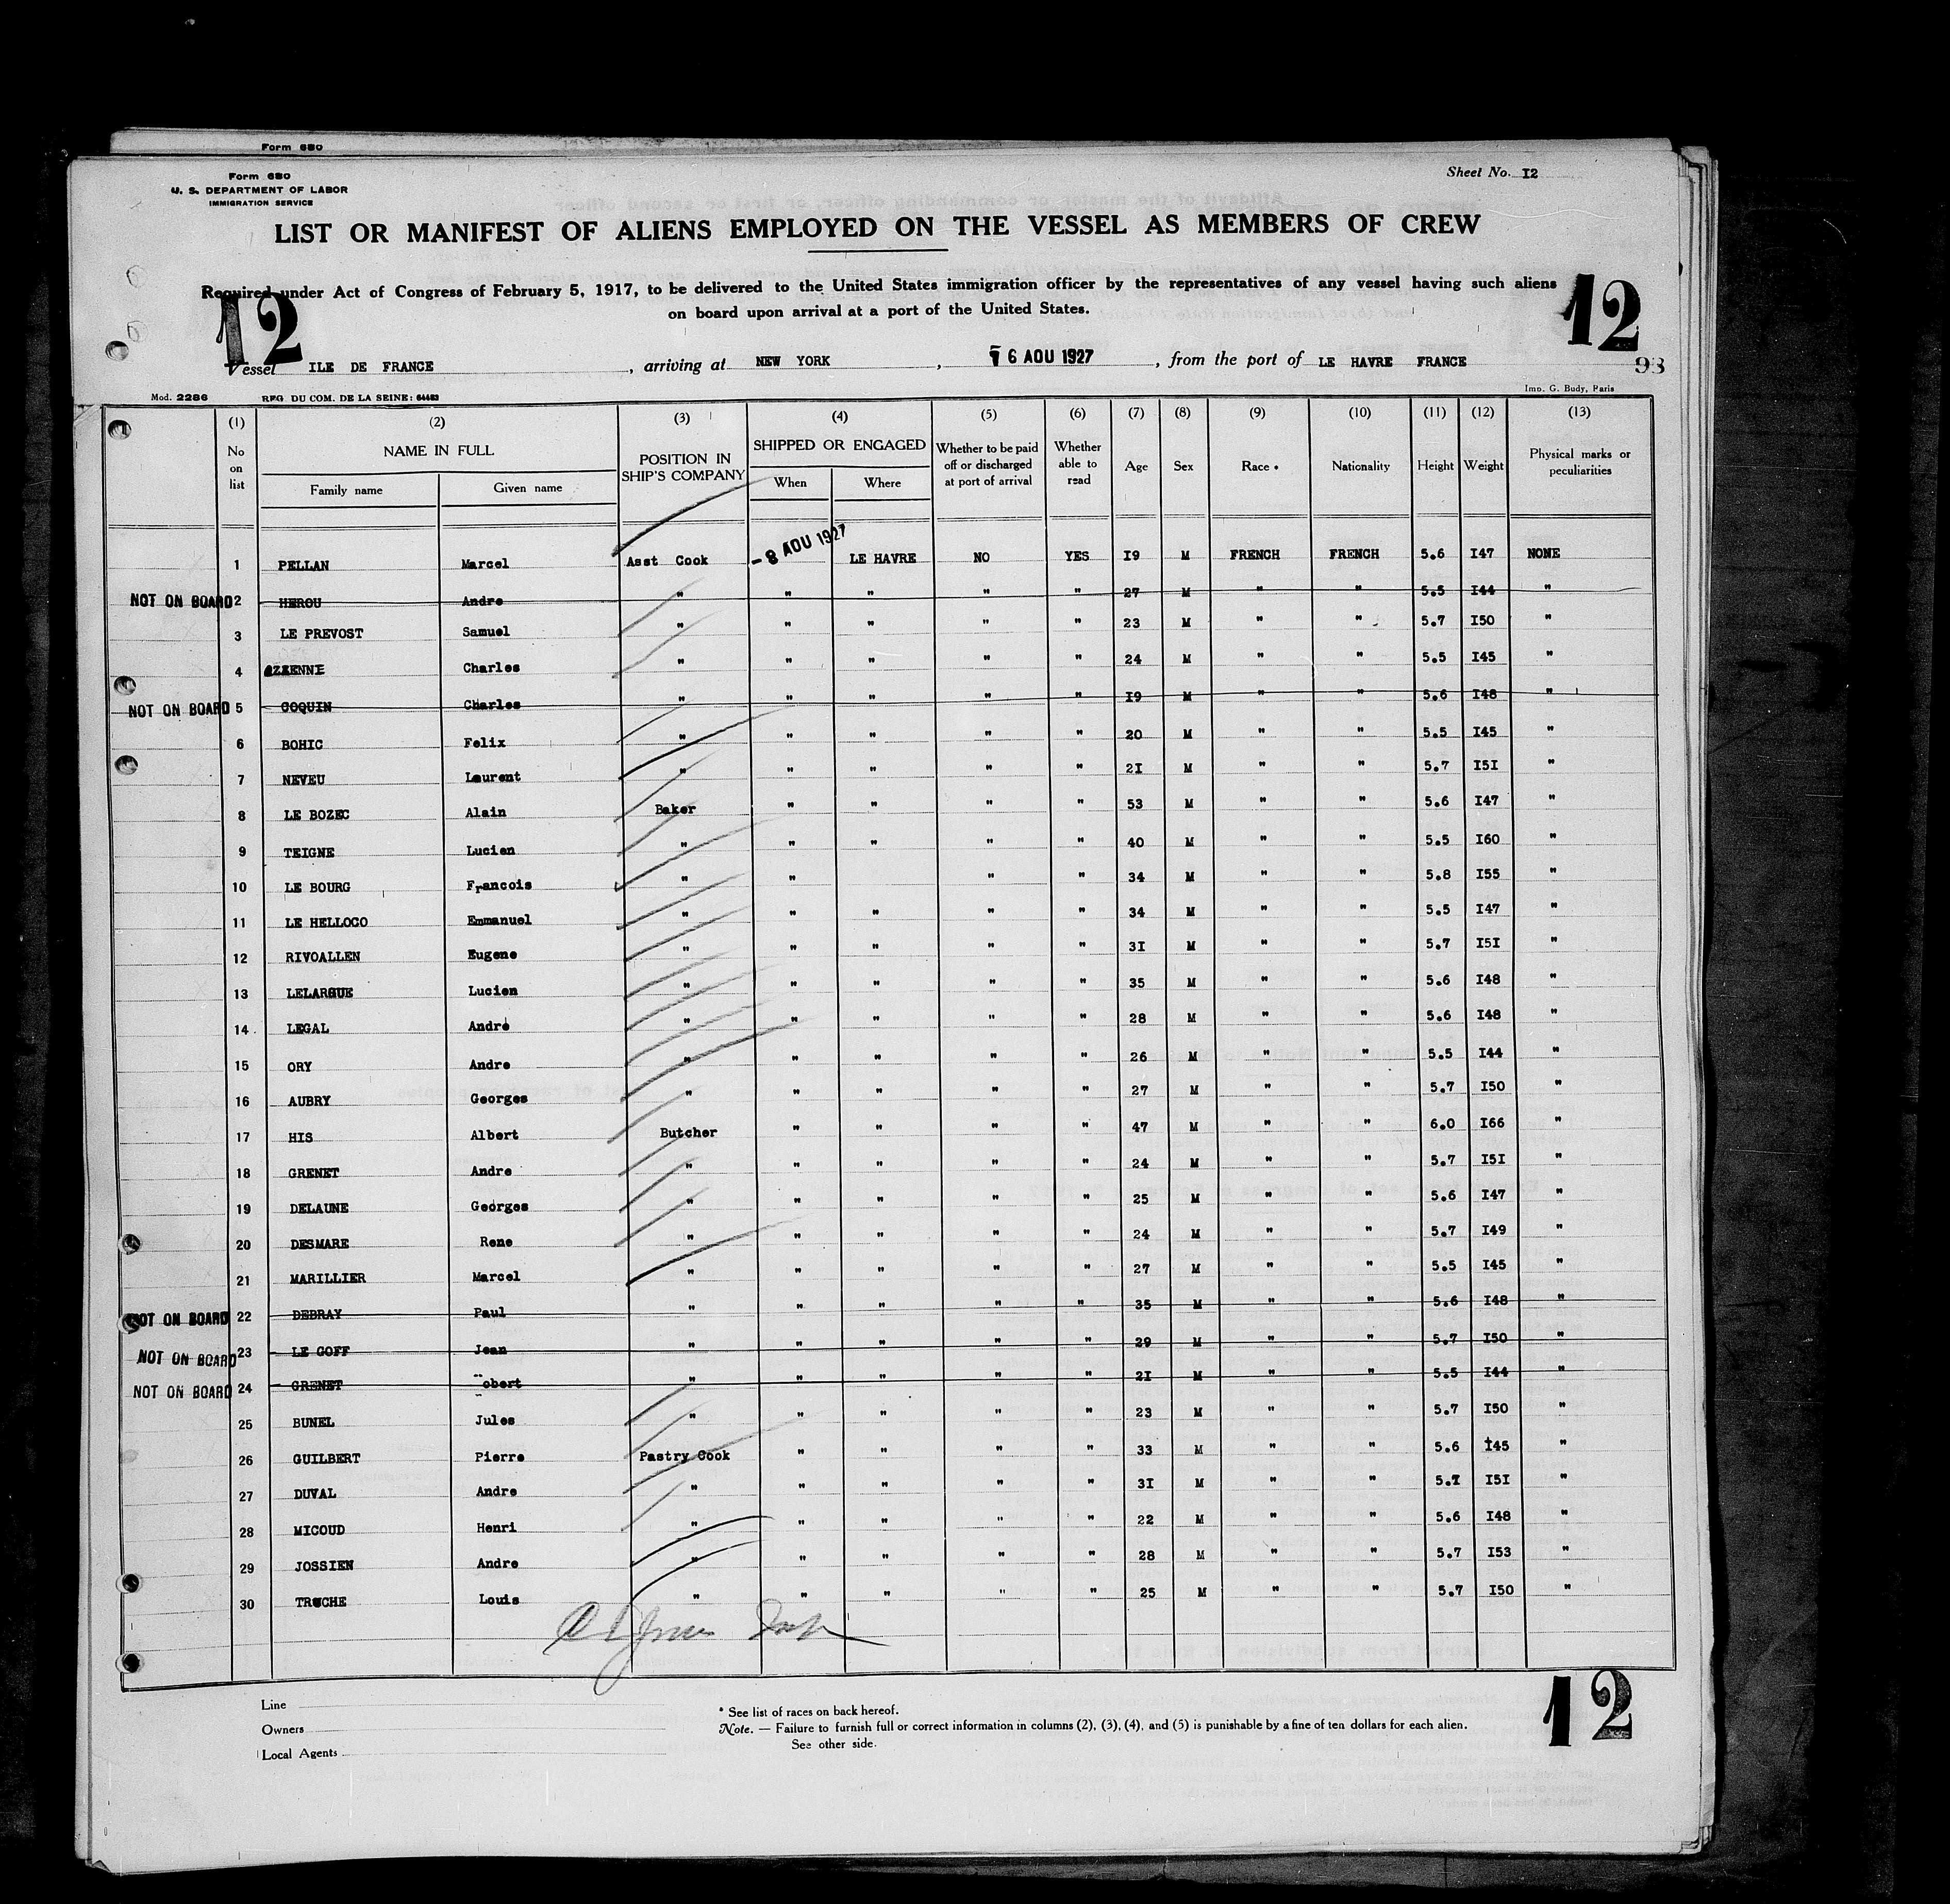 Form 680
Form 680
U. S. DEPARTMENT OF LABOR
IMMIGRATION SERVICE
Sheet No. I2
LIST OR MANIFEST OF ALIENS EMPLOYED ON THE VESSEL AS MEMBERS OF CREW
Required under Act of Congress of February 5, 1917, to be delivered to the United States immigration officer by the representatives of any vessel having such aliens
on board upon arrival at a port of the United States.
12
12
Vessel ILE DE FRANCE , arriving at NEW YORK , 6 AOU 1927 , from the port of LE HAVRE FRANCE
93
Mod. 2286 REG. DU COM. DE LA SEINE: 64483 Imp. G. Budy, Paris
(1) (2) (3) (4) (5) (6) (7) (8) (9) (10) (11) (12) (13)
No on list NAME IN FULL Family name Given name POSITION IN SHIP'S COMPANY SHIPPED OR ENGAGED When Where Whether to be paid off or discharged at port of arrival Whether able to read Age Sex Race * Nationality Height Weight Physical marks or peculiarities
1 PELLAN Marcel Asst Cook - 8 AOU 1927 LE HAVRE NO YES I9 M FRENCH FRENCH 5.6 I47 NONE
NOT ON BOARD 2 HEROU Andre " " " " " 27 M " " 5.5 I44 "
3 LE PREVOST Samuel " " " " " 23 M " " 5.7 I50 "
4 Charles " " " " " 24 M " " 5.5 I45 "
NOT ON BOARD 5 COQUIN Charles " " " " " I9 M " " 5.6 I48 "
6 BOHIC Felix " " " " " 20 M " " 5.5 I45 "
7 NEVEU Laurent " " " " " 2I M " " 5.7 I5I "
8 LE BOZEC Alain Baker " " " " 53 M " " 5.6 I47 "
9 TEIGNE Lucien " " " " " 40 M " " 5.5 I60 "
10 LE BOURG Francois " " " " 34 M " " 5.8 I55 "
11 LE HELLOCO Emmanuel " " " " " 34 M " " 5.5 I47 "
12 RIVOALLEN Eugene " " " " " 3I M " " 5.7 I5I "
13 LELARGUE Lucien " " " " " 35 M " " 5.6 I48 "
14 LEGAL Andre " " " " " 28 M " " 5.6 I48 "
15 ORY Andre " " " " " 26 M " " 5.5 I44 "
16 AUBRY Georges " " " " " 27 M " " 5.7 I50 "
17 HIS Albert Butcher " " " " 47 M " " 6.0 I66 "
18 GRENET Andre " " " " " 24 M " " 5.7 I5I "
19 DELAUNE Georges " " " " " 25 M " " 5.6 I47 "
20 DESMARE Rene " " " " " 24 M " " 5.7 I49 "
21 MARILLIER Marcel " " " " " 27 M " " 5.5 I45 "
NOT ON BOARD 22 DEBRAY Paul " " " " " 35 M " " 5.6 I48 "
NOT ON BOARD 23 LE GOFF Jean " " " " " 29 M " " 5.7 I50 "
NOT ON BOARD 24 GRENET obert " " " " " 2I M " " 5.5 I44 "
25 BUNEL Jules " " " " " 23 M " " 5.7 I50 "
26 GUILBERT Pierre Pastry Cook " " " " 33 M " " 5.6 I45 "
27 DUVAL Andre " " " " " 3I M " " 5.7 I5I "
28 MICOUD Henri " " " " " 22 M " " 5.6 I48 "
29 JOSSIEN Andre " " " " " 28 M " " 5.7 I53 "
30 TRUCHE Louis " " " " " 25 M " " 5.7 I50 "
Line
Owners
Local Agents
* See list of races on back hereof.
Note. — Failure to furnish full or correct information in columns (2), (3), (4), and (5) is punishable by a fine of ten dollars for each alien.
See other side.
12